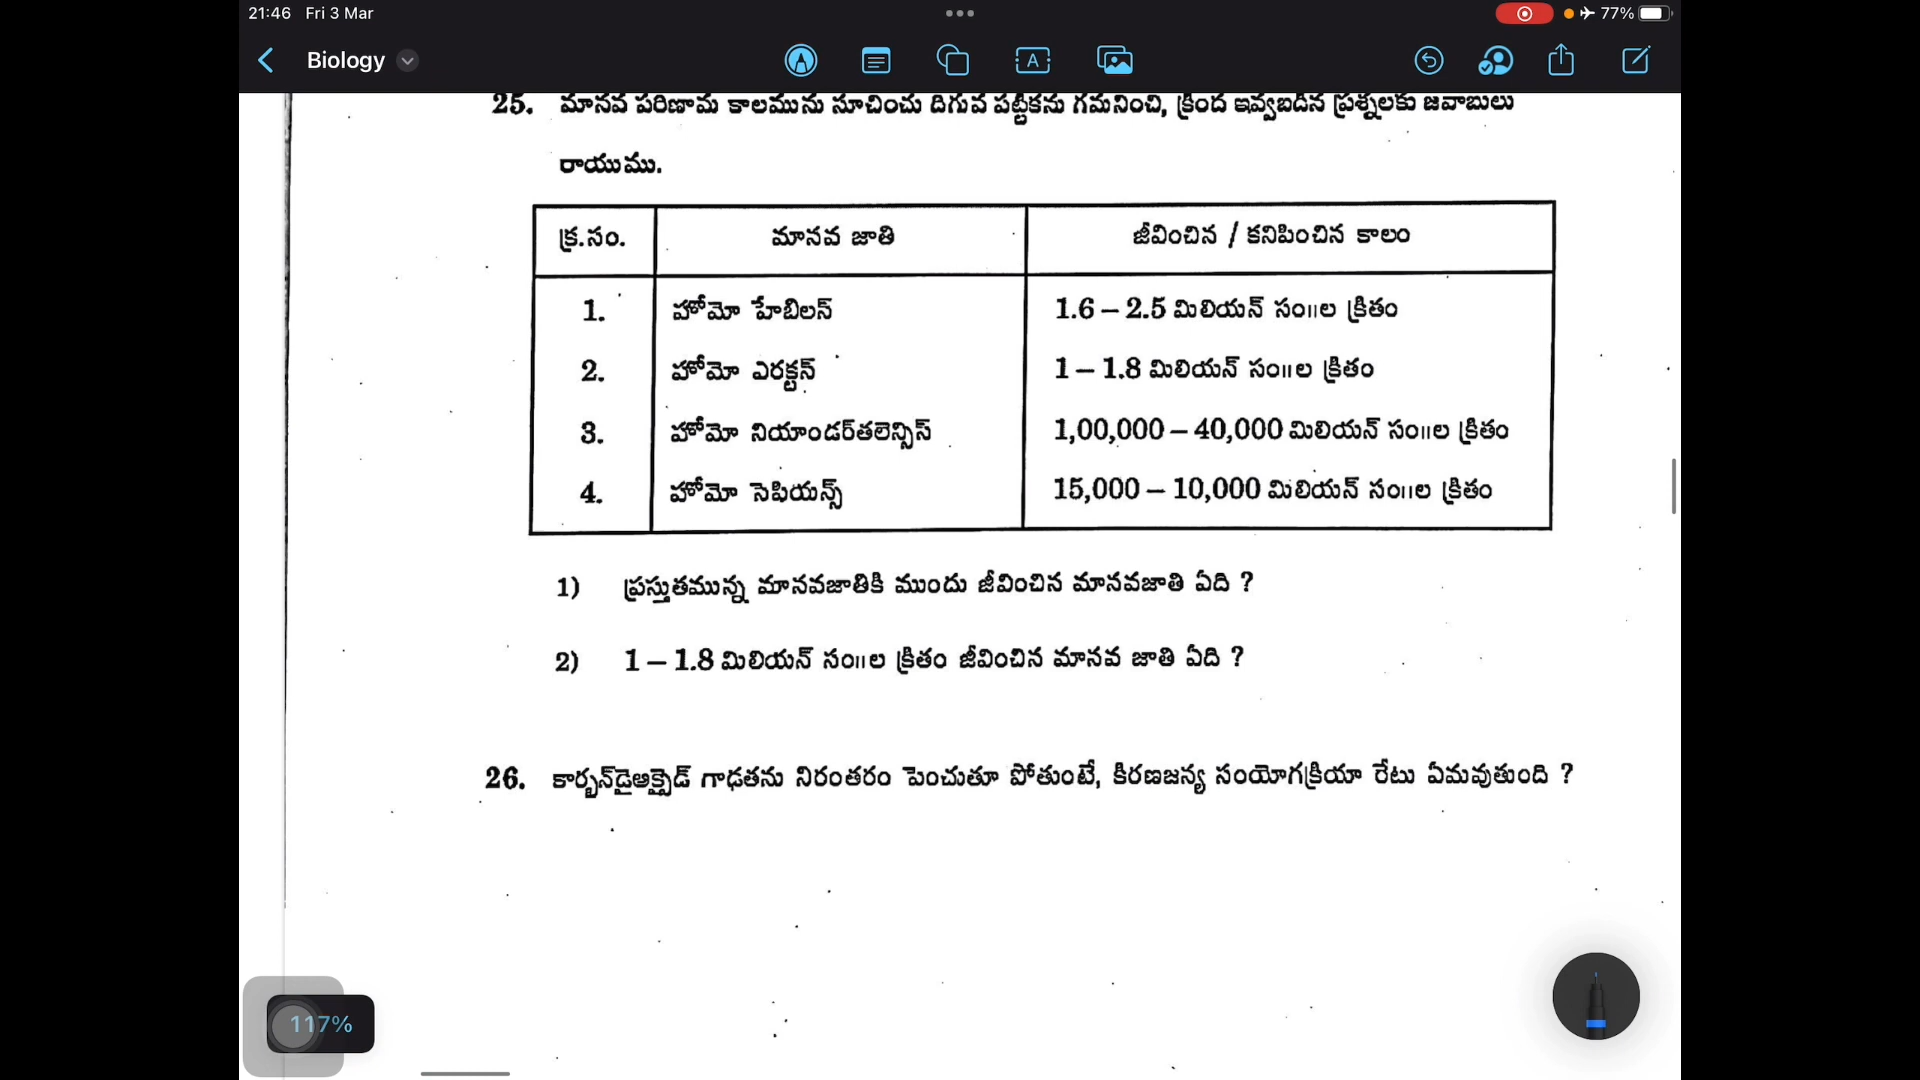 21:46 Fri 3 Mar
77%
Biology
25. మానవ పరిణామ కాలమును సూచించు దిగువ పట్టికను గమనించి, క్రింద ఇవ్వబడిన ప్రశ్నలకు జవాబులు
రాయుము.
క్ర.సం. మానవ జాతి జీవించిన / కనిపించిన కాలం
1. హోమో హేబిలస్ 1.6 – 2.5 మిలియన్ సం॥ల క్రితం
2. హోమో ఎరక్టస్ 1 – 1.8 మిలియన్ సం॥ల క్రితం
3. హోమో నియాండర్‌తలెన్సిస్ 1,00,000 – 40,000 మిలియన్ సం॥ల క్రితం
4. హోమో సెపియన్స్ 15,000 – 10,000 మిలియన్ సం॥ల క్రితం
1) ప్రస్తుతమున్న మానవజాతికి ముందు జీవించిన మానవజాతి ఏది ?
2) 1 – 1.8 మిలియన్ సం॥ల క్రితం జీవించిన మానవ జాతి ఏది ?
26. కార్బన్‌డైఆక్సైడ్ గాఢతను నిరంతరం పెంచుతూ పోతుంటే, కిరణజన్య సంయోగక్రియా రేటు ఏమవుతుంది ?
117%